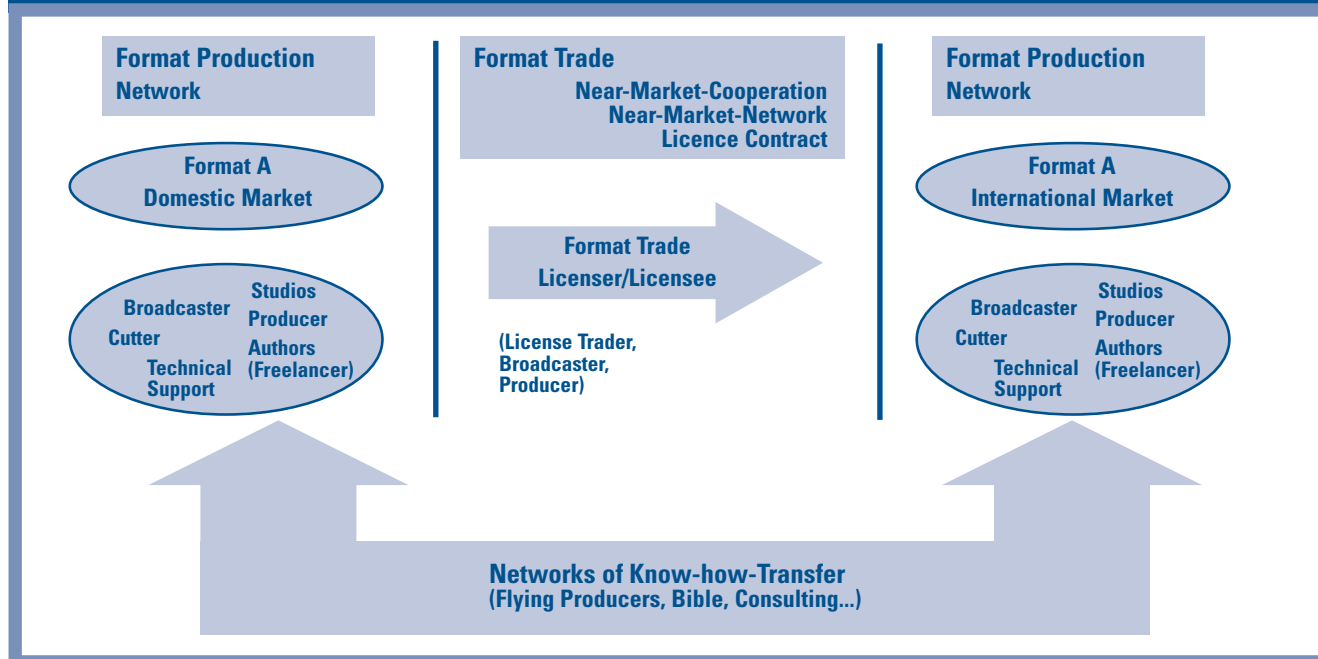 Format Production
Network
Format A
Domestic Market
Studios
Broadcaster
Producer
Cutter
Authors
(Freelancer)
Technical
Support
Format Trade
Near-Market-Cooperation
Near-Market-Network
Licence Contract
Format Trade
Licenser/Licensee
(License Trader,
Broadcaster,
Producer)
Format Production
Network
Format A
International Market
Studios
Broadcaster
Producer
Cutter
Authors
(Freelancer)
Technical
Support
Networks of Know-how-Transfer
(Flying Producers, Bible, Consulting...)